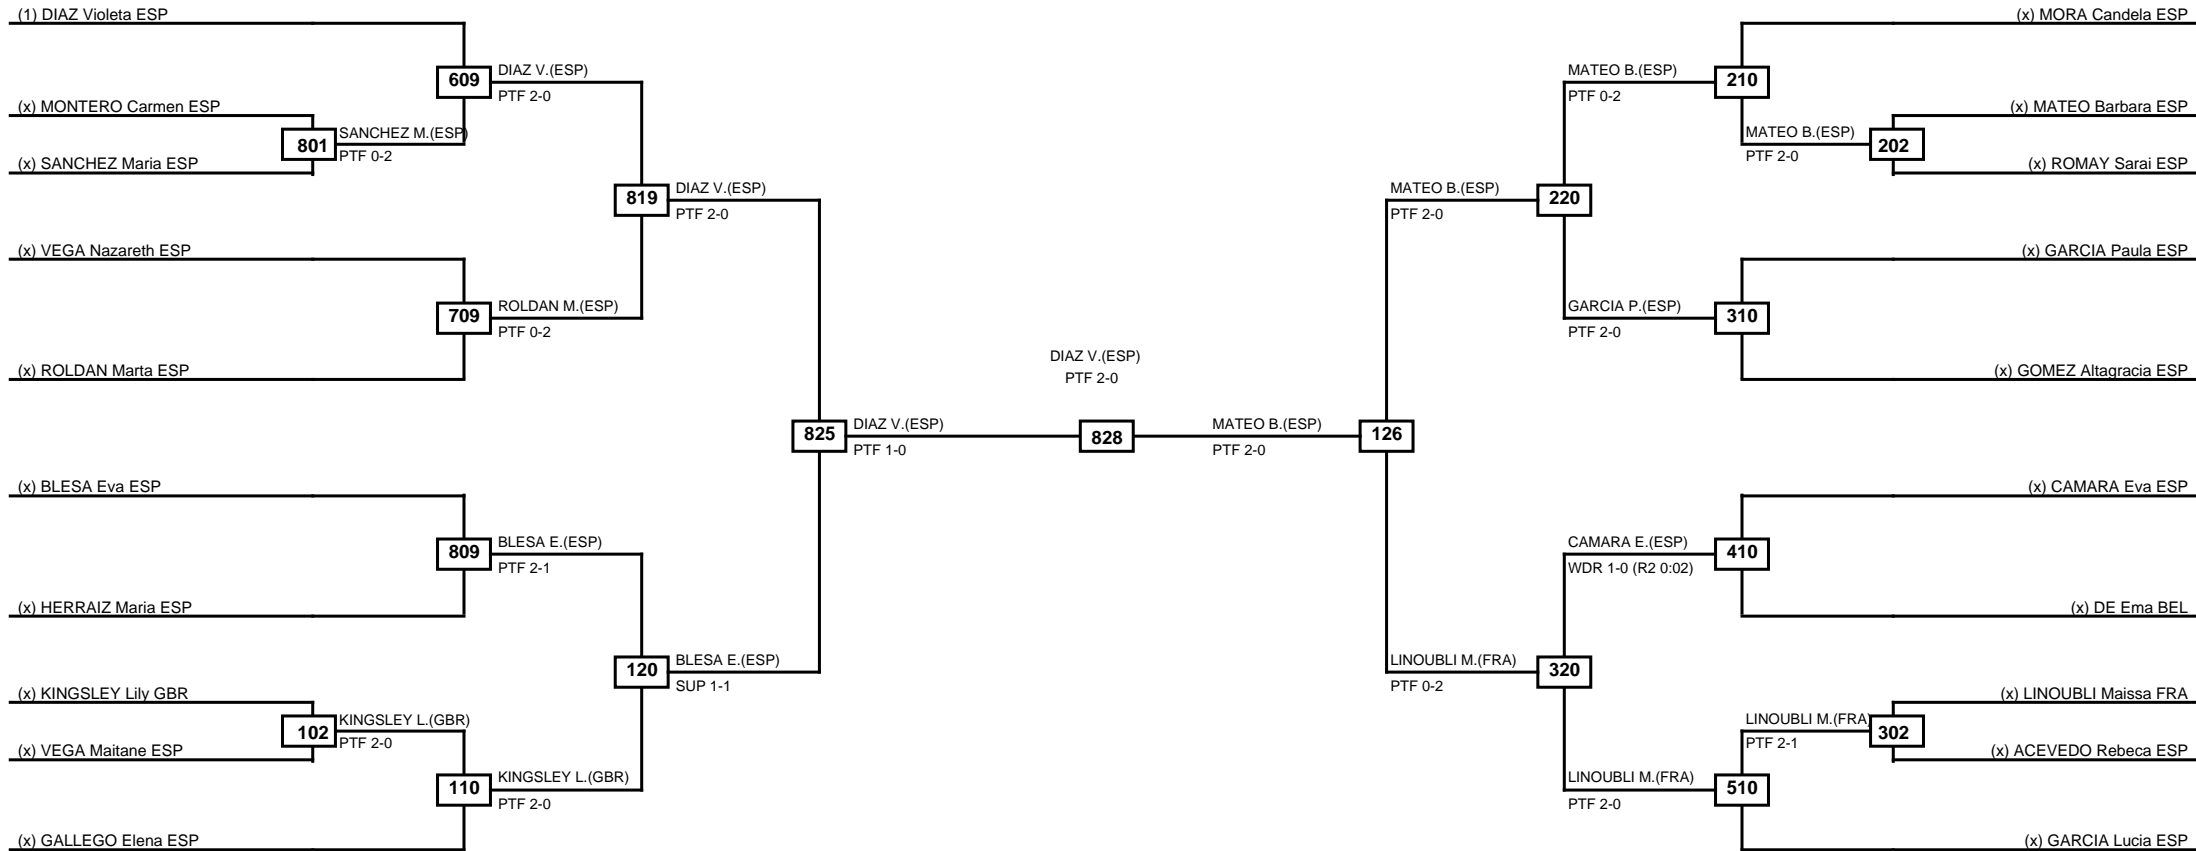 (1) DIAZ Violeta ESP
(x) MORA Candela ESP
609
DIAZ V.(ESP)
PTF 2-0
MATEO B.(ESP)
PTF 0-2
210
(x) MONTERO Carmen ESP
(x) MATEO Barbara ESP
801
SANCHEZ M.(ESP)
PTF 0-2
MATEO B.(ESP)
PTF 2-0
202
(x) SANCHEZ Maria ESP
(x) ROMAY Sarai ESP
819
DIAZ V.(ESP)
PTF 2-0
MATEO B.(ESP)
PTF 2-0
220
(x) VEGA Nazareth ESP
(x) GARCIA Paula ESP
709
ROLDAN M.(ESP)
PTF 0-2
GARCIA P.(ESP)
PTF 2-0
310
(x) ROLDAN Marta ESP
(x) GOMEZ Altagracia ESP
DIAZ V.(ESP)
PTF 2-0
825
DIAZ V.(ESP)
PTF 1-0
828
MATEO B.(ESP)
PTF 2-0
126
(x) BLESA Eva ESP
(x) CAMARA Eva ESP
809
BLESA E.(ESP)
PTF 2-1
CAMARA E.(ESP)
WDR 1-0 (R2 0:02)
410
(x) HERRAIZ Maria ESP
(x) DE Ema BEL
120
BLESA E.(ESP)
SUP 1-1
LINOUBLI M.(FRA)
PTF 0-2
320
(x) KINGSLEY Lily GBR
(x) LINOUBLI Maissa FRA
102
KINGSLEY L.(GBR)
PTF 2-0
LINOUBLI M.(FRA)
PTF 2-1
302
(x) VEGA Maitane ESP
(x) ACEVEDO Rebeca ESP
110
KINGSLEY L.(GBR)
PTF 2-0
LINOUBLI M.(FRA)
PTF 2-0
510
(x) GALLEGO Elena ESP
(x) GARCIA Lucia ESP